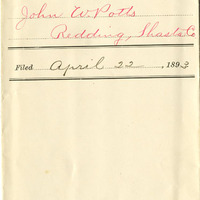 John W. Potts
Redding, Shasta Co
Filed April 22, 1893